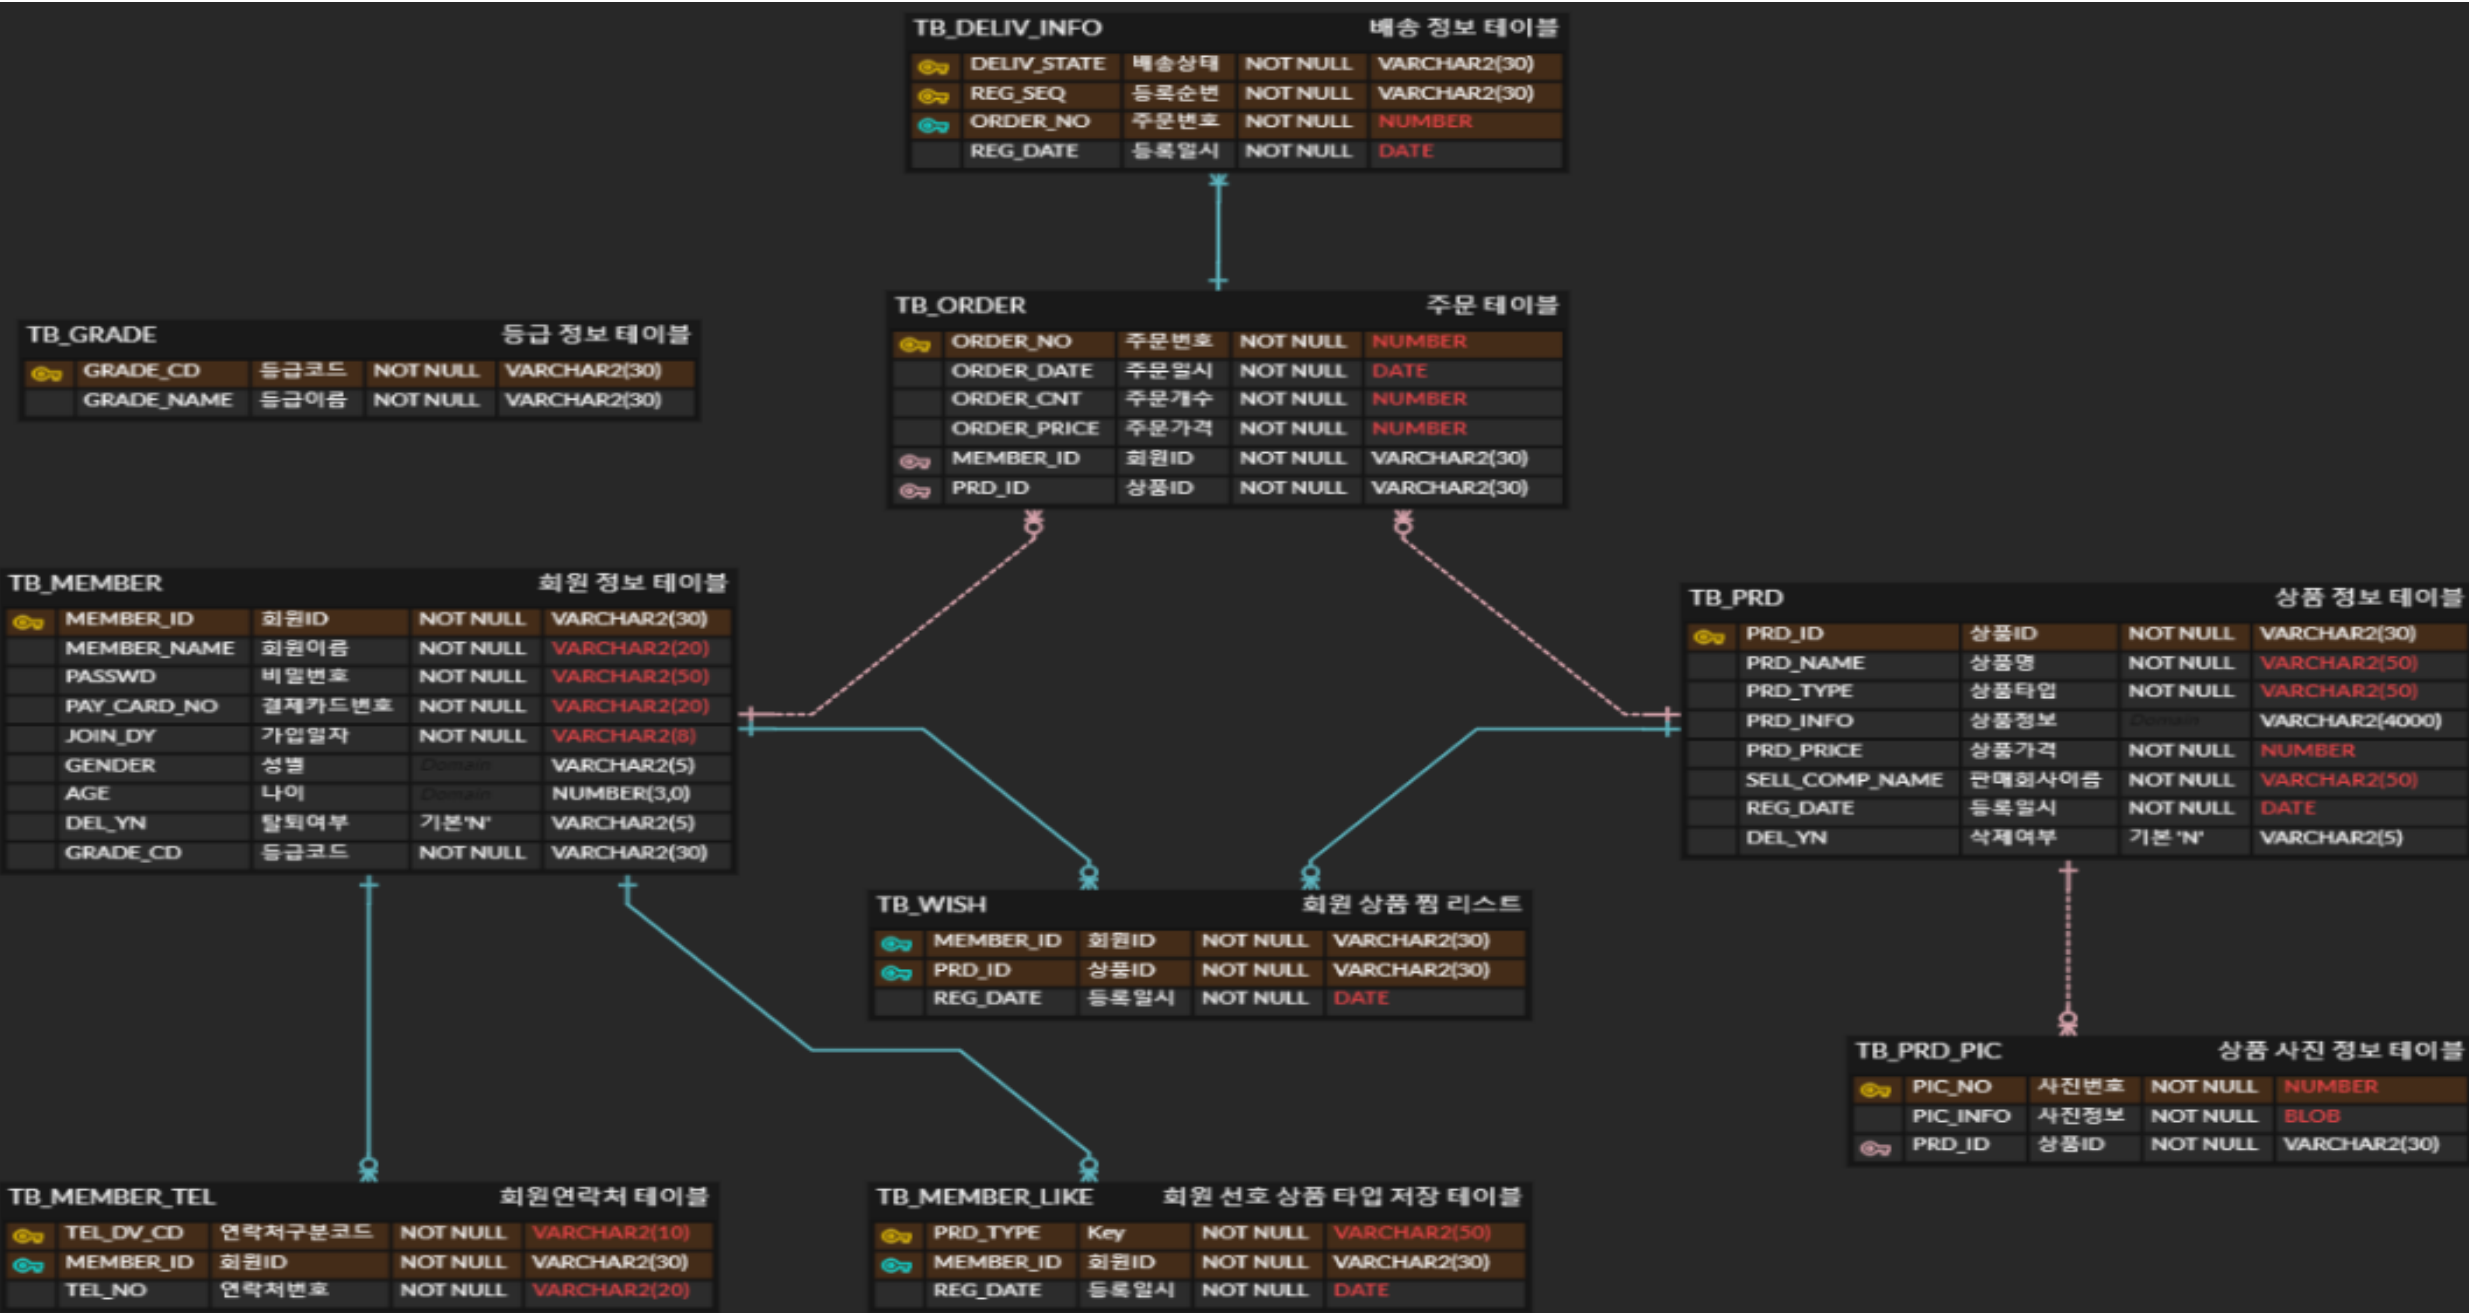 TB_DELIV_INFO 배송 정보 테이블
DELIV_STATE 배송상태 NOT NULL VARCHAR2(30)
REG_SEQ 등록순번 NOT NULL VARCHAR2(30)
ORDER_NO 주문번호 NOT NULL NUMBER
REG_DATE 등록일시 NOT NULL DATE
TB_ORDER 주문 테이블
ORDER_NO 주문번호 NOT NULL NUMBER
ORDER_DATE 주문일시 NOT NULL DATE
ORDER_CNT 주문개수 NOT NULL NUMBER
ORDER_PRICE 주문가격 NOT NULL NUMBER
MEMBER_ID 회원ID NOT NULL VARCHAR2(30)
PRD_ID 상품ID NOT NULL VARCHAR2(30)
TB_GRADE 등급 정보 테이블
GRADE_CD 등급코드 NOT NULL VARCHAR2(30)
GRADE_NAME 등급이름 NOT NULL VARCHAR2(30)
TB_MEMBER 회원 정보 테이블
MEMBER_ID 회원ID NOT NULL VARCHAR2(30)
MEMBER_NAME 회원이름 NOT NULL VARCHAR2(20)
PASSWD 비밀번호 NOT NULL VARCHAR2(50)
PAY_CARD_NO 결제카드번호 NOT NULL VARCHAR2(20)
JOIN_DY 가입일자 NOT NULL VARCHAR2(8)
GENDER 성별 Domain VARCHAR2(5)
AGE 나이 Domain NUMBER(3,0)
DEL_YN 탈퇴여부 기본'N' VARCHAR2(5)
GRADE_CD 등급코드 NOT NULL VARCHAR2(30)
TB_PRD 상품 정보 테이블
PRD_ID 상품ID NOT NULL VARCHAR2(30)
PRD_NAME 상품명 NOT NULL VARCHAR2(50)
PRD_TYPE 상품타입 NOT NULL VARCHAR2(50)
PRD_INFO 상품정보 Domain VARCHAR2(4000)
PRD_PRICE 상품가격 NOT NULL NUMBER
SELL_COMP_NAME 판매회사이름 NOT NULL VARCHAR2(50)
REG_DATE 등록일시 NOT NULL DATE
DEL_YN 삭제여부 기본 'N' VARCHAR2(5)
TB_WISH 회원 상품 찜 리스트
MEMBER_ID 회원ID NOT NULL VARCHAR2(30)
PRD_ID 상품ID NOT NULL VARCHAR2(30)
REG_DATE 등록일시 NOT NULL DATE
TB_PRD_PIC 상품 사진 정보 테이블
PIC_NO 사진번호 NOT NULL NUMBER
PIC_INFO 사진정보 NOT NULL BLOB
PRD_ID 상품ID NOT NULL VARCHAR2(30)
TB_MEMBER_TEL 회원연락처 테이블
TEL_DV_CD 연락처구분코드 NOT NULL VARCHAR2(10)
MEMBER_ID 회원ID NOT NULL VARCHAR2(30)
TEL_NO 연락처번호 NOT NULL VARCHAR2(20)
TB_MEMBER_LIKE 회원 선호 상품 타입 저장 테이블
PRD_TYPE Key NOT NULL VARCHAR2(50)
MEMBER_ID 회원ID NOT NULL VARCHAR2(30)
REG_DATE 등록일시 NOT NULL DATE